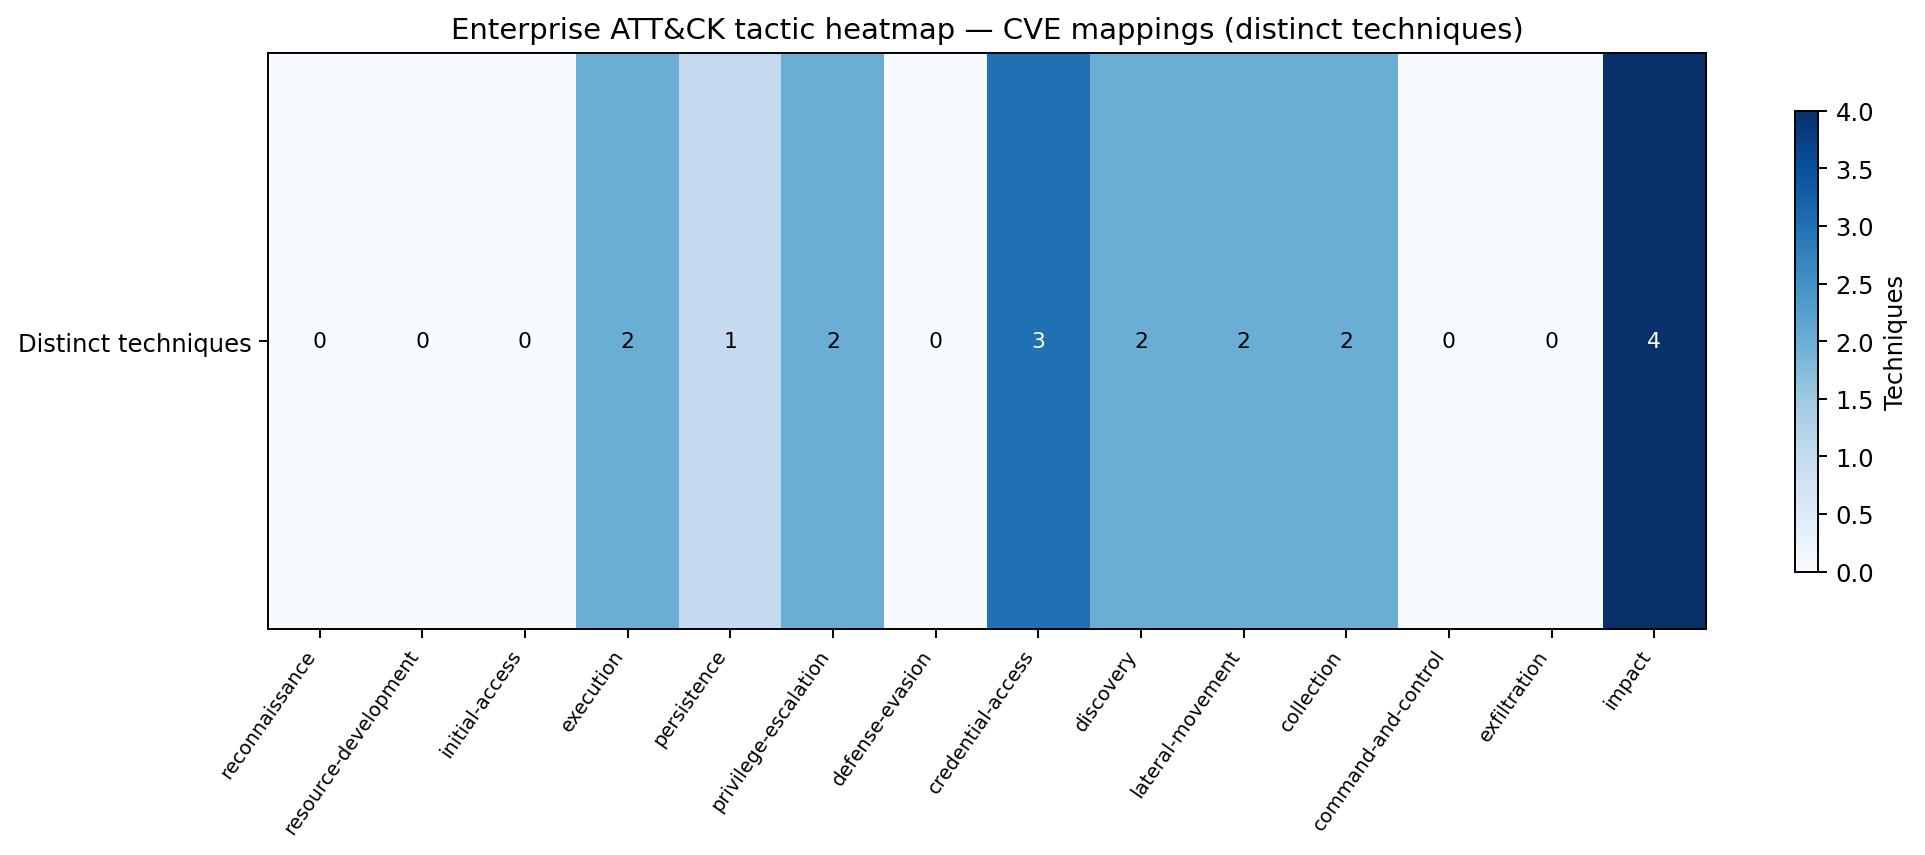 Enterprise ATT&CK tactic heatmap — CVE mappings (distinct techniques)
Distinct techniques
0 0 0 2 1 2 0 3 2 2 2 0 0 4
reconnaissance
resource-development
initial-access
execution
persistence
privilege-escalation
defense-evasion
credential-access
discovery
lateral-movement
collection
command-and-control
exfiltration
impact
4.0
3.5
3.0
2.5
2.0
1.5
1.0
0.5
0.0
Techniques